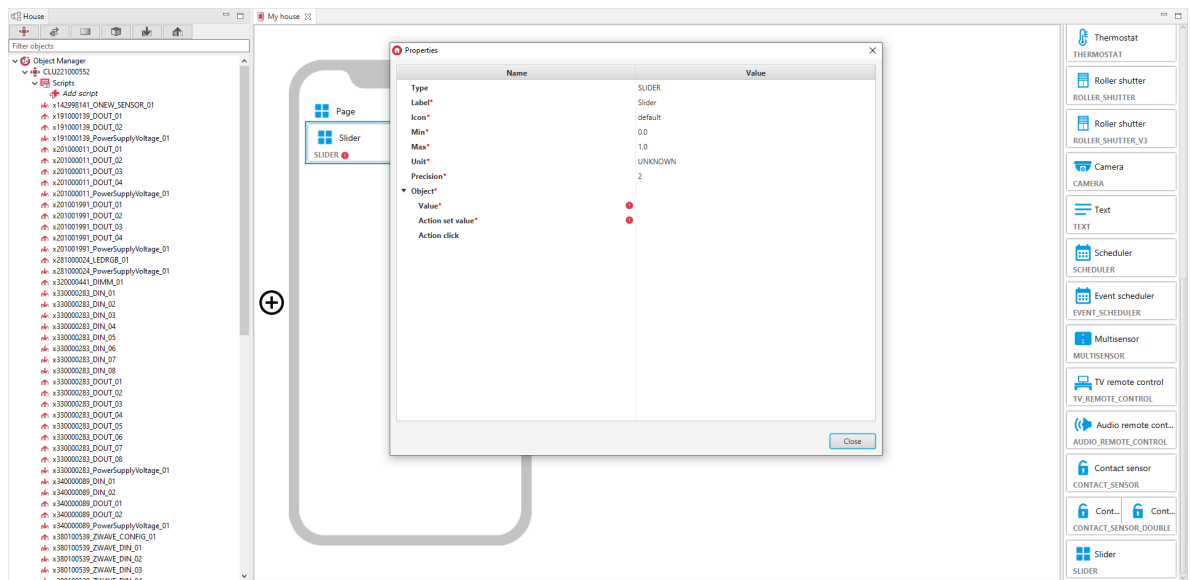 House
My house
Filter objects
Object Manager
CLU221000552
Scripts
Add script
x142998141_ONEW_SENSOR_01
x191000139_DOUT_01
x191000139_DOUT_02
x191000139_PowerSupplyVoltage_01
x201000011_DOUT_01
x201000011_DOUT_02
x201000011_DOUT_03
x201000011_DOUT_04
x201000011_PowerSupplyVoltage_01
x201001991_DOUT_01
x201001991_DOUT_02
x201001991_DOUT_03
x201001991_DOUT_04
x201001991_PowerSupplyVoltage_01
x281000024_LEDRGB_01
x281000024_PowerSupplyVoltage_01
x320000441_DIMM_01
x330000283_DIN_01
x330000283_DIN_02
x330000283_DIN_03
x330000283_DIN_04
x330000283_DIN_05
x330000283_DIN_06
x330000283_DIN_07
x330000283_DIN_08
x330000283_DOUT_01
x330000283_DOUT_02
x330000283_DOUT_03
x330000283_DOUT_04
x330000283_DOUT_05
x330000283_DOUT_06
x330000283_DOUT_07
x330000283_DOUT_08
x330000283_PowerSupplyVoltage_01
x340000089_DIN_01
x340000089_DIN_02
x340000089_DOUT_01
x340000089_DOUT_02
x340000089_PowerSupplyVoltage_01
x380100539_ZWAVE_CONFIG_01
x380100539_ZWAVE_DIN_01
x380100539_ZWAVE_DIN_02
x380100539_ZWAVE_DIN_03
Page
Slider
SLIDER
Properties
Name Value
Type SLIDER
Label* Slider
Icon* default
Min* 0.0
Max* 1.0
Unit* UNKNOWN
Precision* 2
Object*
Value*
Action set value*
Action click
Close
Thermostat
THERMOSTAT
Roller shutter
ROLLER_SHUTTER
Roller shutter
ROLLER_SHUTTER_V3
Camera
CAMERA
Text
TEXT
Scheduler
SCHEDULER
Event scheduler
EVENT_SCHEDULER
Multisensor
MULTISENSOR
TV remote control
TV_REMOTE_CONTROL
Audio remote cont...
AUDIO_REMOTE_CONTROL
Contact sensor
CONTACT_SENSOR
Cont... Cont...
CONTACT_SENSOR_DOUBLE
Slider
SLIDER